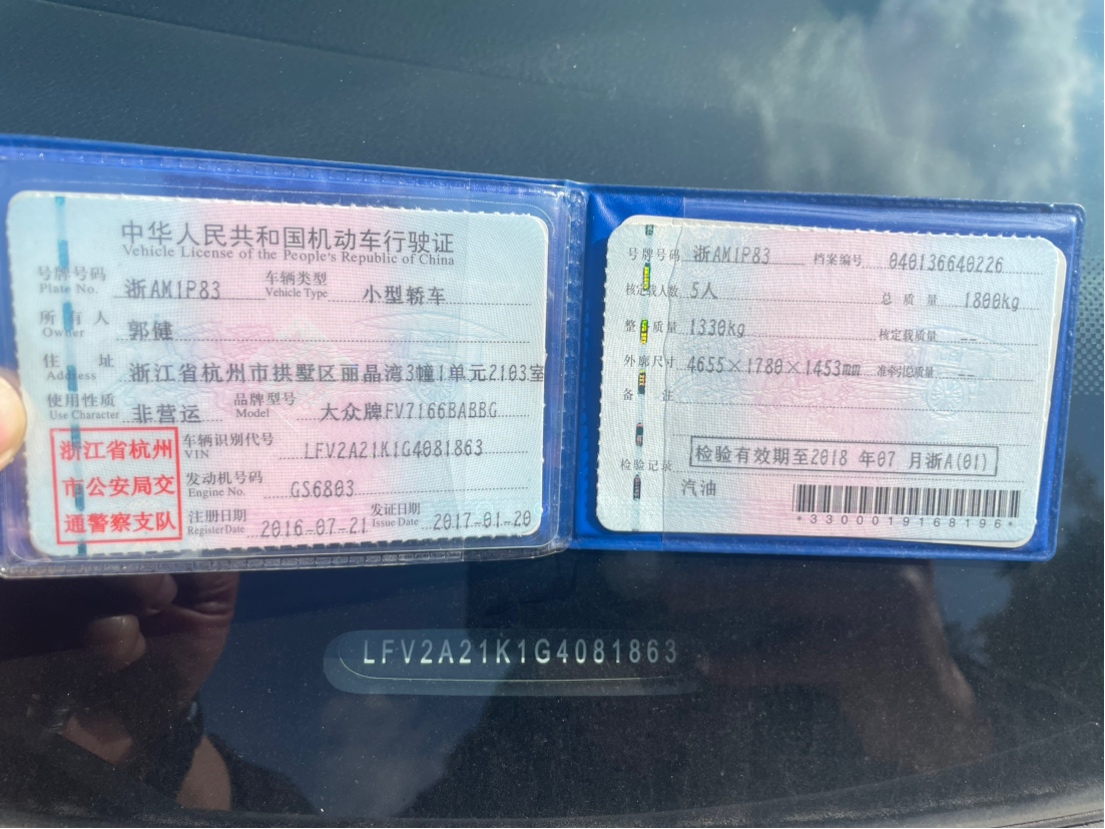 中华人民共和国机动车行驶证
Vehicle License of the People's Republic of China
号牌号码 浙AM1P83 车辆类型 小型轿车
Plate No. Vehicle Type
所有人 郭健
Owner
住址 浙江省杭州市拱墅区丽晶湾3幢1单元2103室
Address
使用性质 非营运 品牌型号 大众牌FV7166BABBG
Use Character Model
浙江省杭州
市公安局交
通警察支队
车辆识别代号 LFV2A21K1G4081863
VIN
发动机号码 GS6803
Engine No.
注册日期 2016-07-21 发证日期 2017-01-20
Register Date Issue Date
号牌号码 浙AM1P83 档案编号 040136640226
核定载人数 5人 总质量 1800kg
整备质量 1330kg 核定载质量 --
外廓尺寸 4655×1780×1453mm 准牵引总质量 --
备注
检验记录 检验有效期至2018 年07 月浙A(01)
汽油
*3300019168196*
LFV2A21K1G4081863